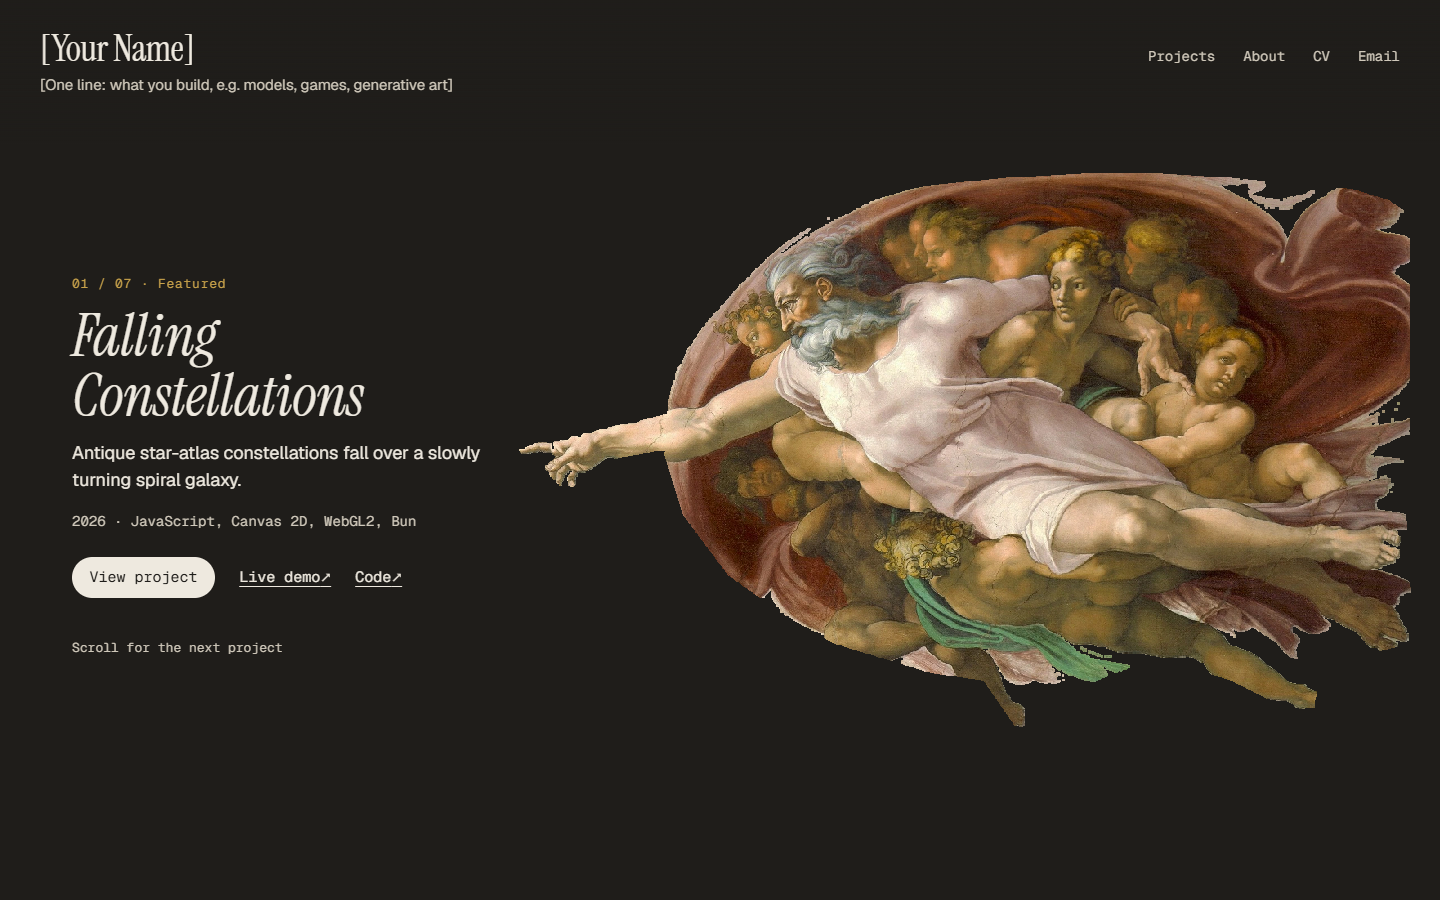 [Your Name]
[One line: what you build, e.g. models, games, generative art]
Projects About CV Email
01 / 07 · Featured
Falling
Constellations
Antique star-atlas constellations fall over a slowly
turning spiral galaxy.
2026 · JavaScript, Canvas 2D, WebGL2, Bun
View project Live demo↗ Code↗
Scroll for the next project